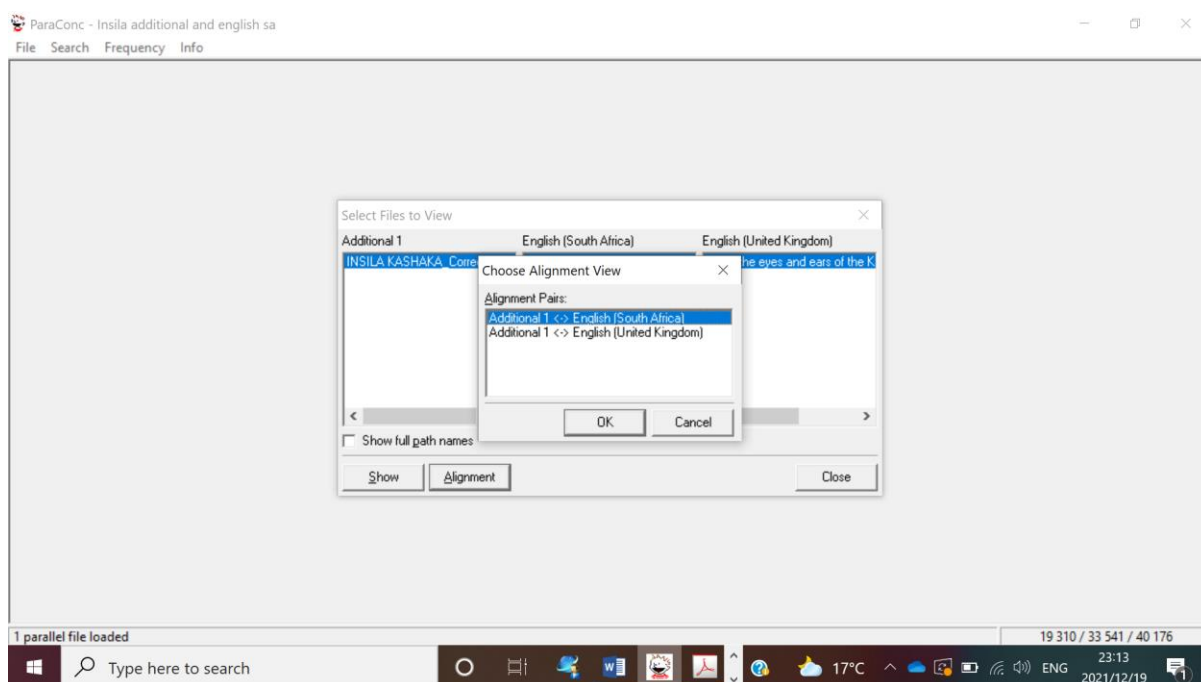 ParaConc - Insila additional and english sa
File Search Frequency Info
Select Files to View
Additional 1 English (South Africa) English (United Kingdom)
INSILA KASHAKA_Corre he eyes and ears of the K
Choose Alignment View
Alignment Pairs:
Additional 1 <-> English (South Africa)
Additional 1 <-> English (United Kingdom)
OK Cancel
Show full path names
Show Alignment Close
1 parallel file loaded 19 310 / 33 541 / 40 176
Type here to search 17°C ENG 23:13
2021/12/19